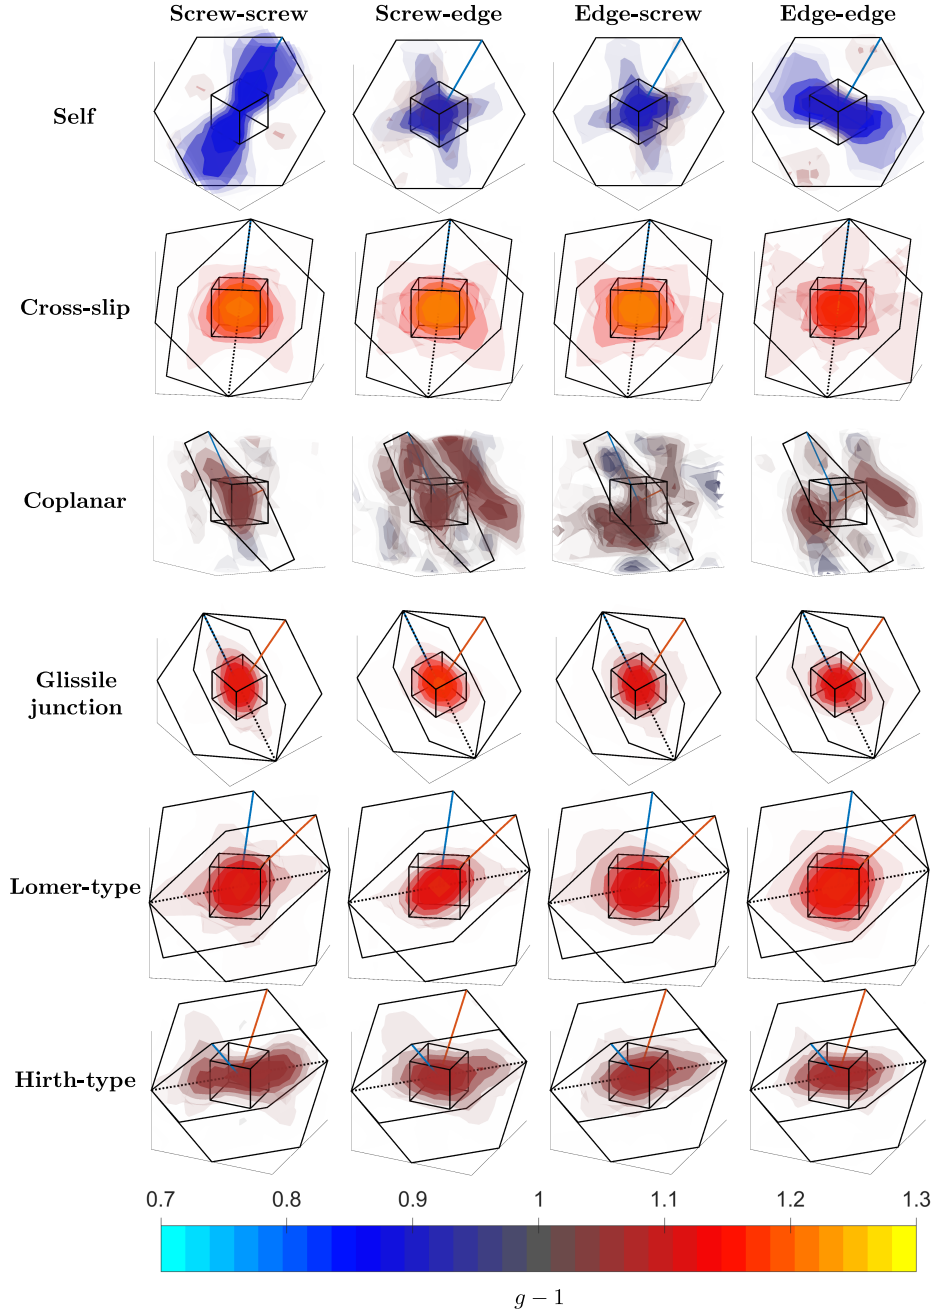 Screw-screw Screw-edge Edge-screw Edge-edge
Self
Cross-slip
Coplanar
Glissile
junction
Lomer-type
Hirth-type
0.7 0.8 0.9 1 1.1 1.2 1.3
g − 1